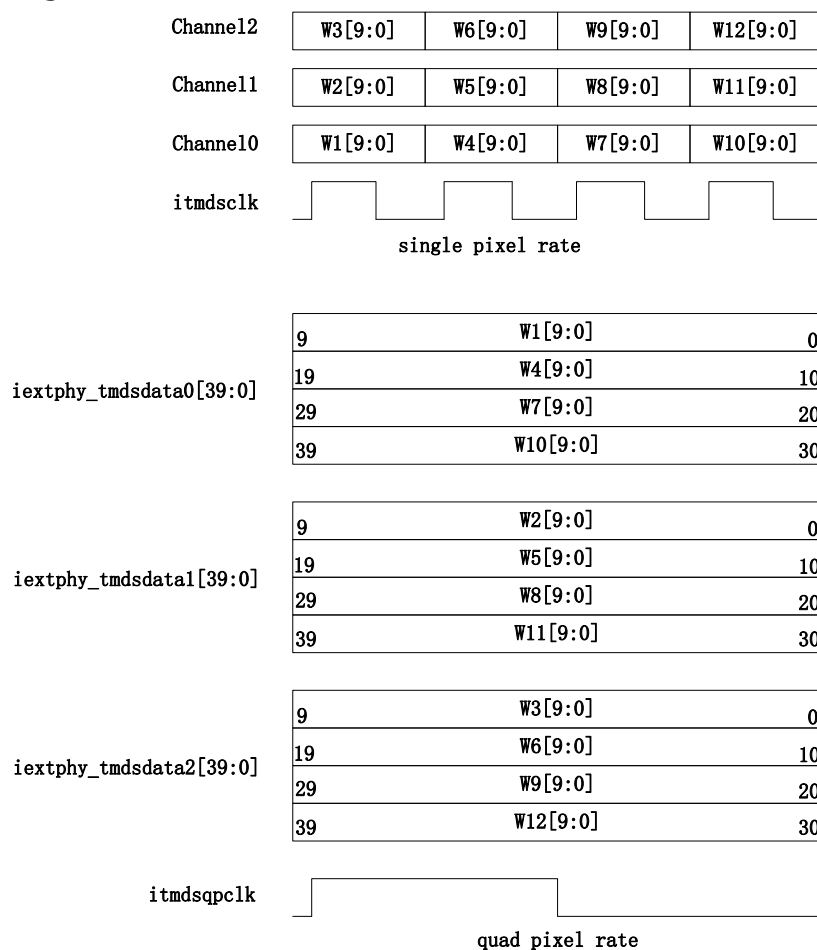 Channel2 W3[9:0] W6[9:0] W9[9:0] W12[9:0]
Channel1 W2[9:0] W5[9:0] W8[9:0] W11[9:0]
Channel0 W1[9:0] W4[9:0] W7[9:0] W10[9:0]
itmdsclk
single pixel rate
9 W1[9:0] 0
19 W4[9:0] 10
iextphy_tmdsdata0[39:0]
29 W7[9:0] 20
39 W10[9:0] 30
9 W2[9:0] 0
19 W5[9:0] 10
iextphy_tmdsdata1[39:0]
29 W8[9:0] 20
39 W11[9:0] 30
9 W3[9:0] 0
19 W6[9:0] 10
iextphy_tmdsdata2[39:0]
29 W9[9:0] 20
39 W12[9:0] 30
itmdsqpclk
quad pixel rate